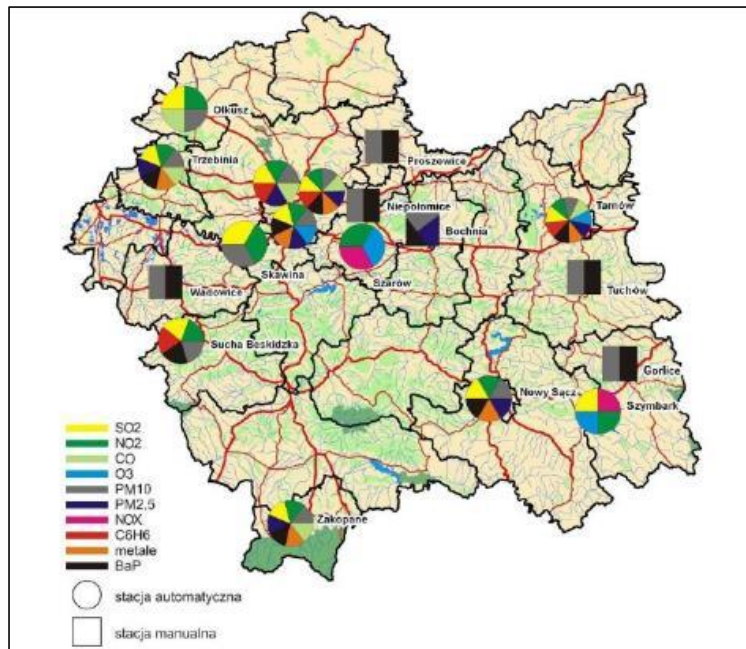 Olkusz
Trzebinia
Proszowice
Niepołomice
Tarnów
Bochnia
Skawina
Szarów
Wadowice
Tuchów
Sucha Beskidzka
Gorlice
Nowy Sącz
Szymbark
Zakopane
SO2
NO2
CO
O3
PM10
PM2,5
NOX
C6H6
metale
BaP
stacja automatyczna
stacja manualna